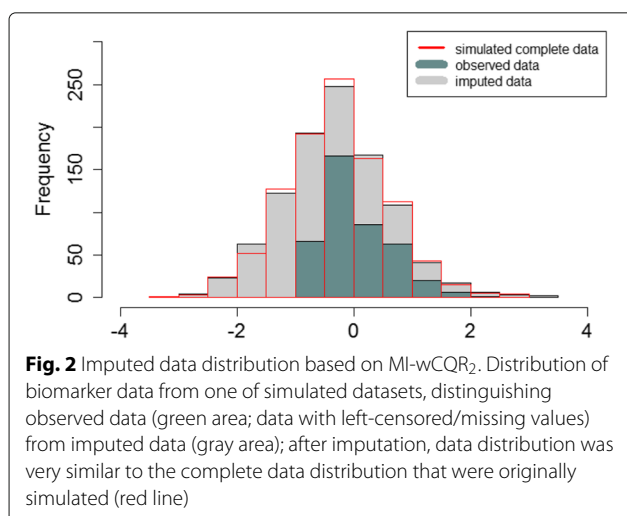 simulated complete data
observed data
imputed data
Frequency
250
150
50
0
-4
-2
0
2
4
Fig. 2 Imputed data distribution based on MI-wCQR₂. Distribution of
biomarker data from one of simulated datasets, distinguishing
observed data (green area; data with left-censored/missing values)
from imputed data (gray area); after imputation, data distribution was
very similar to the complete data distribution that were originally
simulated (red line)